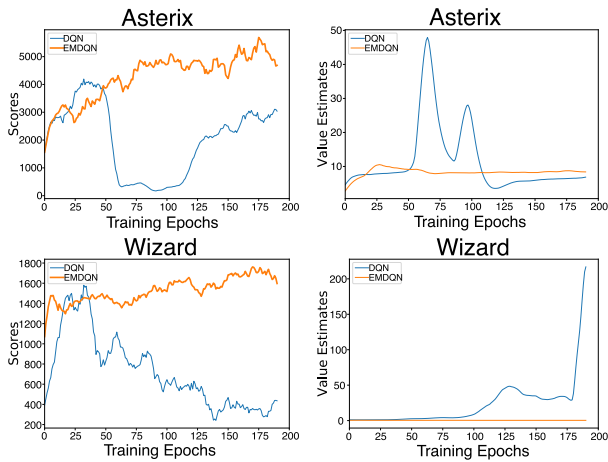 Asterix
DQN
EMDQN
Scores
5000
4000
3000
2000
1000
0
0 25 50 75 100 125 150 175 200
Training Epochs
Asterix
DQN
EMDQN
Value Estimates
50
40
30
20
10
0 25 50 75 100 125 150 175 200
Training Epochs
Wizard
DQN
EMDQN
Scores
1800
1600
1400
1200
1000
800
600
400
200
0 25 50 75 100 125 150 175 200
Training Epochs
Wizard
DQN
EMDQN
Value Estimates
200
150
100
50
0
0 25 50 75 100 125 150 175 200
Training Epochs